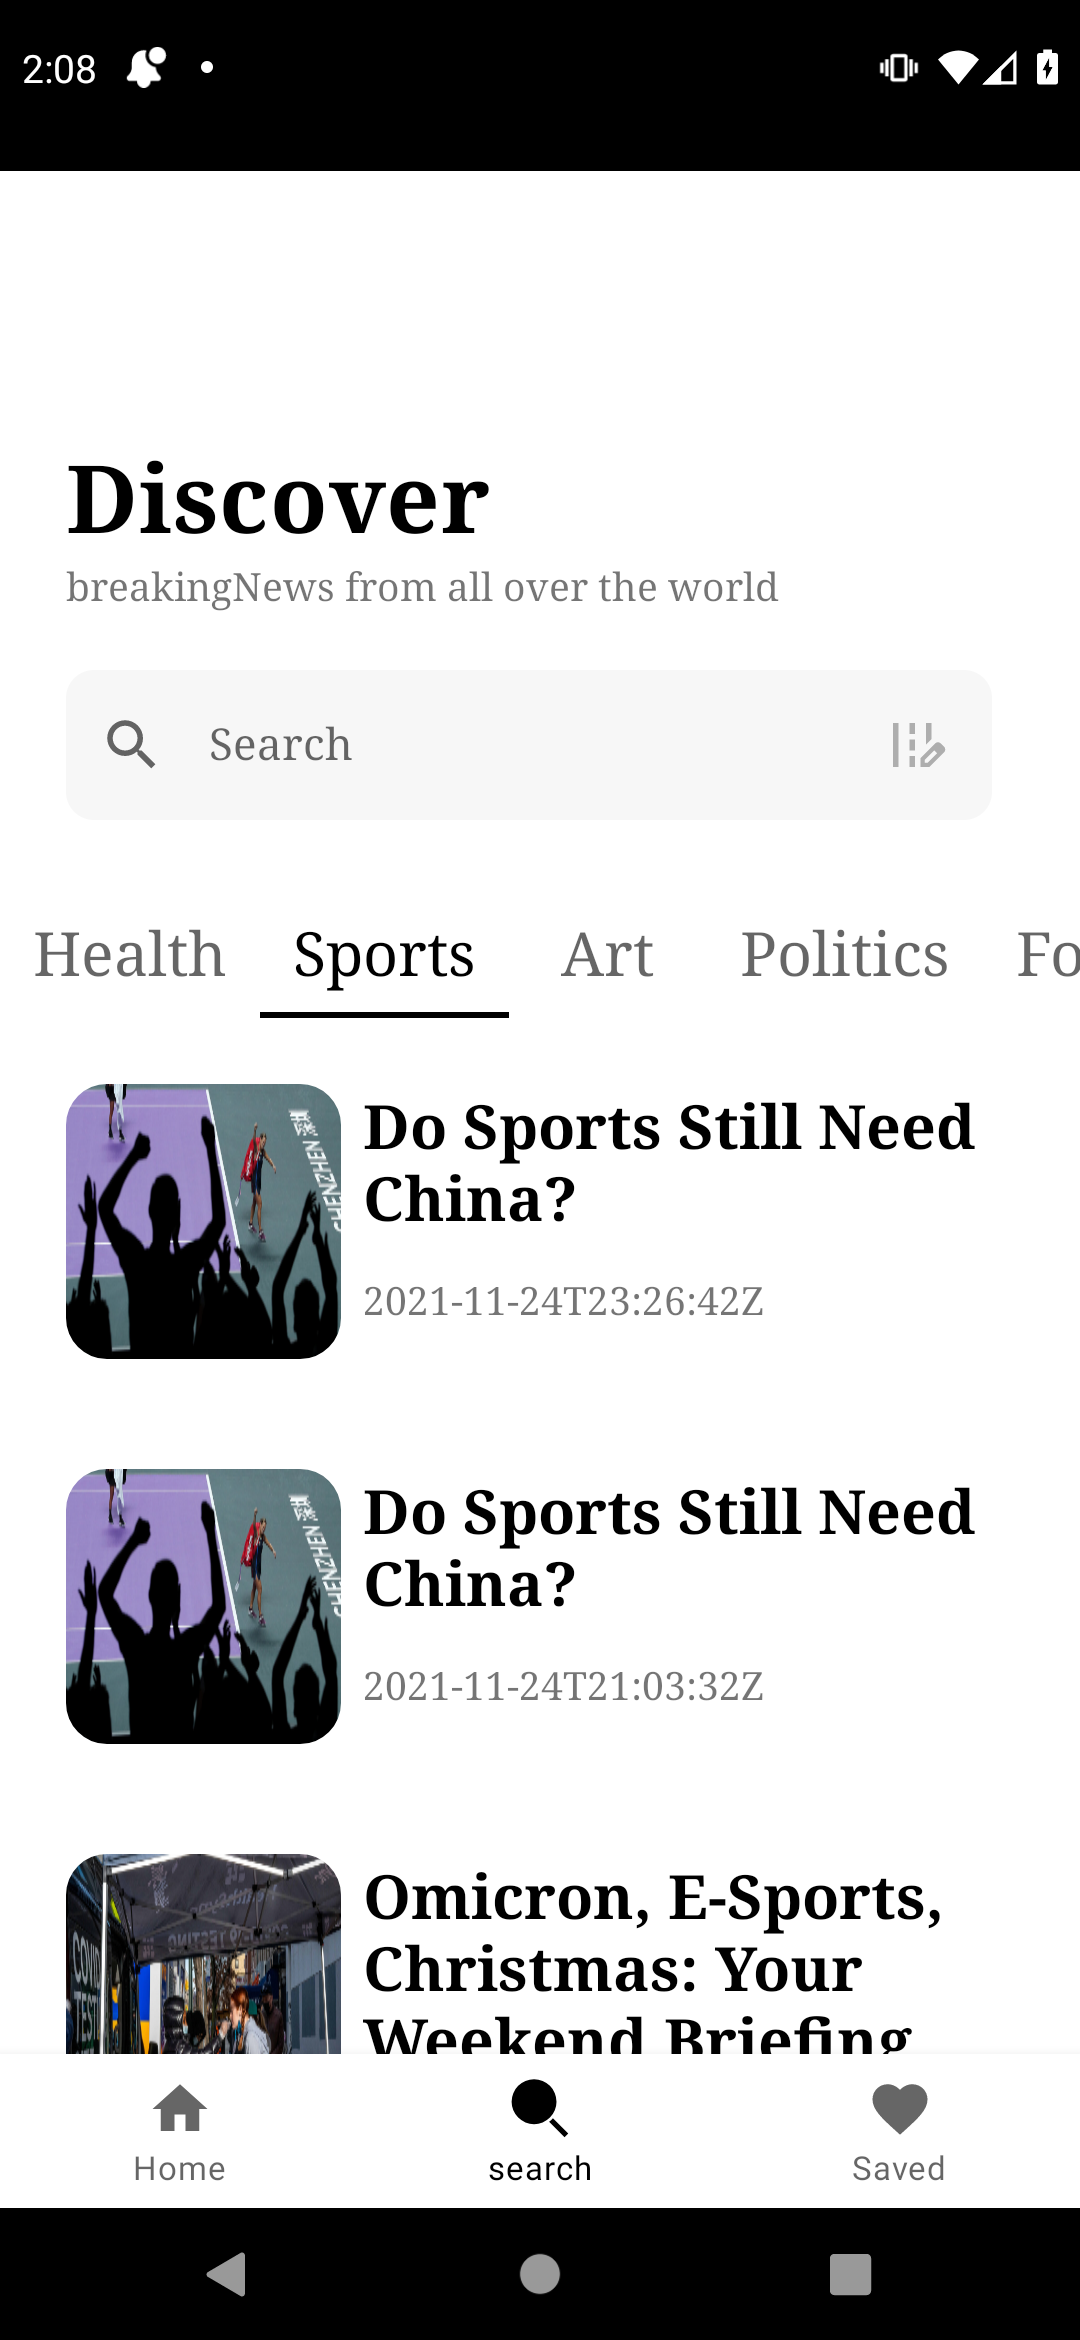 2:08
Discover
breakingNews from all over the world
Search
Health Sports Art Politics Fo
SHENZHEN
Do Sports Still Need
China?
2021-11-24T23:26:42Z
SHENZHEN
Do Sports Still Need
China?
2021-11-24T21:03:32Z
COVID
TEST
Omicron, E-Sports,
Christmas: Your
Weekend Briefing
Home search Saved